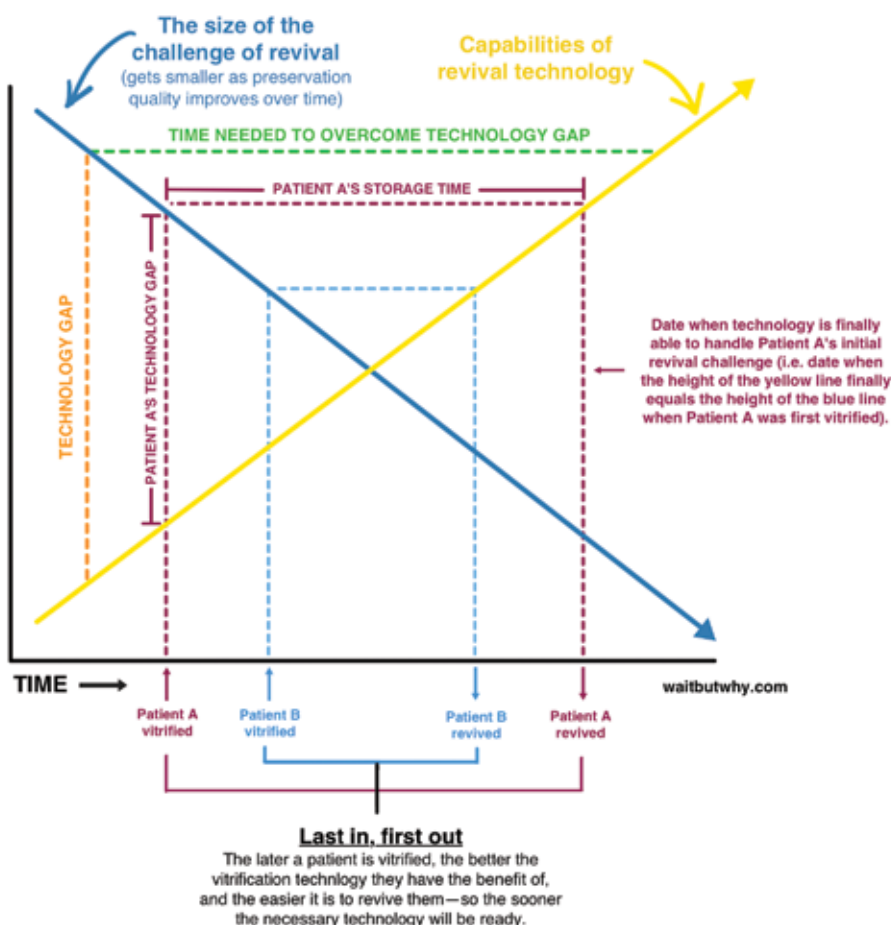 The size of the
challenge of revival
(gets smaller as preservation
quality improves over time)
Capabilities of
revival technology
TIME NEEDED TO OVERCOME TECHNOLOGY GAP
PATIENT A'S STORAGE TIME
TECHNOLOGY GAP
PATIENT A'S TECHNOLOGY GAP
Date when technology is finally
able to handle Patient A's initial
revival challenge (i.e. date when
the height of the yellow line finally
equals the height of the blue line
when Patient A was first vitrified).
TIME
waitbutwhy.com
Patient A
vitrified
Patient B
vitrified
Patient B
revived
Patient A
revived
Last in, first out
The later a patient is vitrified, the better the
vitrification technlogy they have the benefit of,
and the easier it is to revive them—so the sooner
the necessary technology will be ready.